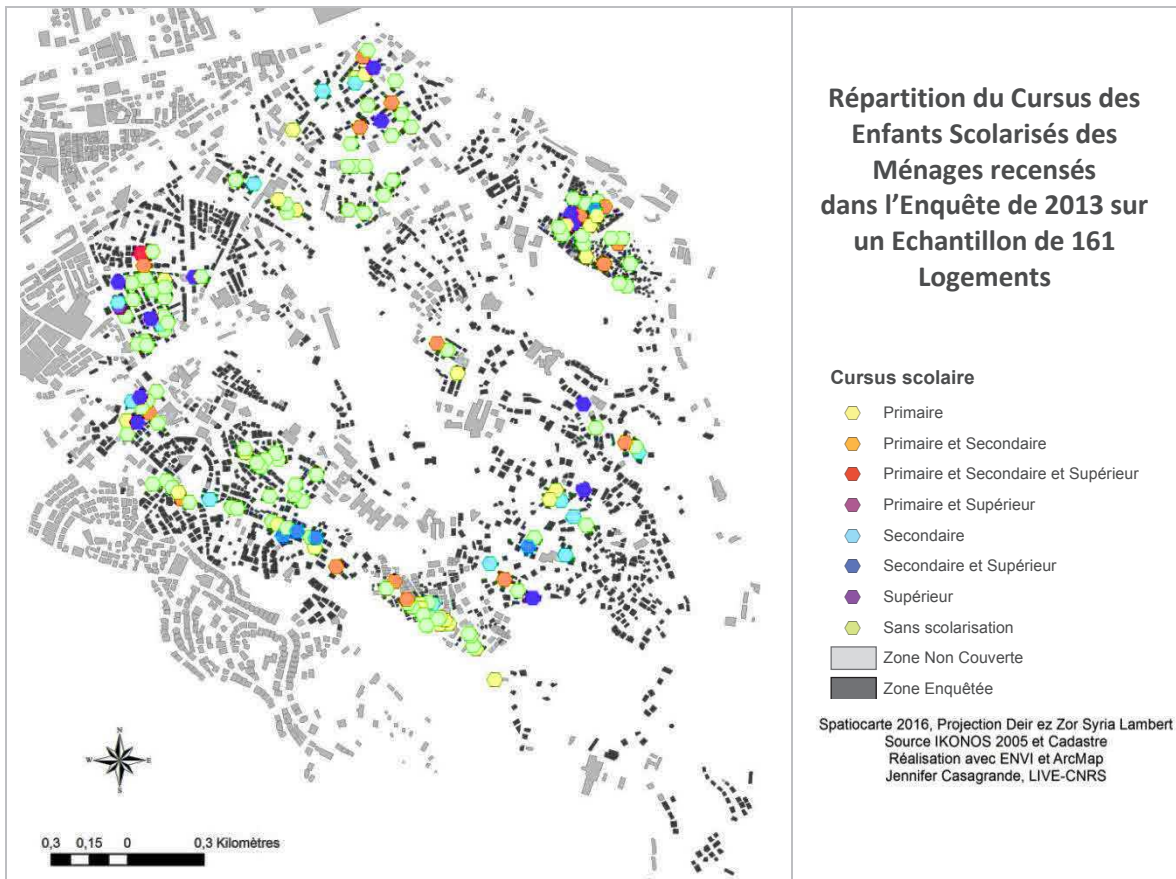 Répartition du Cursus des
Enfants Scolarisés des
Ménages recensés
dans l'Enquête de 2013 sur
un Echantillon de 161
Logements
Cursus scolaire
Primaire
Primaire et Secondaire
Primaire et Secondaire et Supérieur
Primaire et Supérieur
Secondaire
Secondaire et Supérieur
Supérieur
Sans scolarisation
Zone Non Couverte
Zone Enquêtée
Spatiocarte 2016, Projection Deir ez Zor Syria Lambert
Source IKONOS 2005 et Cadastre
Réalisation avec ENVI et ArcMap
Jennifer Casagrande, LIVE-CNRS
N
W E
S
0,3 0,15 0 0,3 Kilomètres